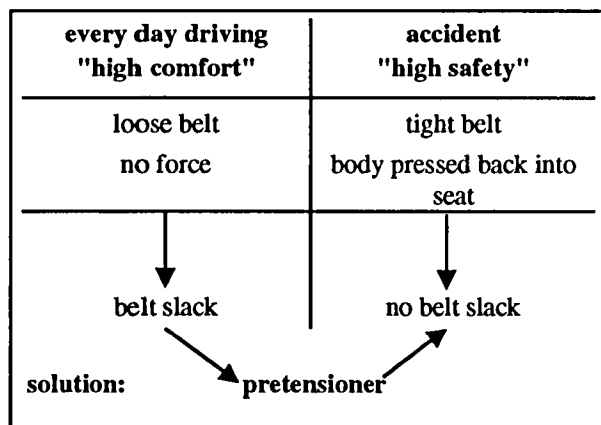 every day driving
"high comfort"
accident
"high safety"
loose belt
no force
tight belt
body pressed back into
seat
belt slack
no belt slack
solution:
pretensioner